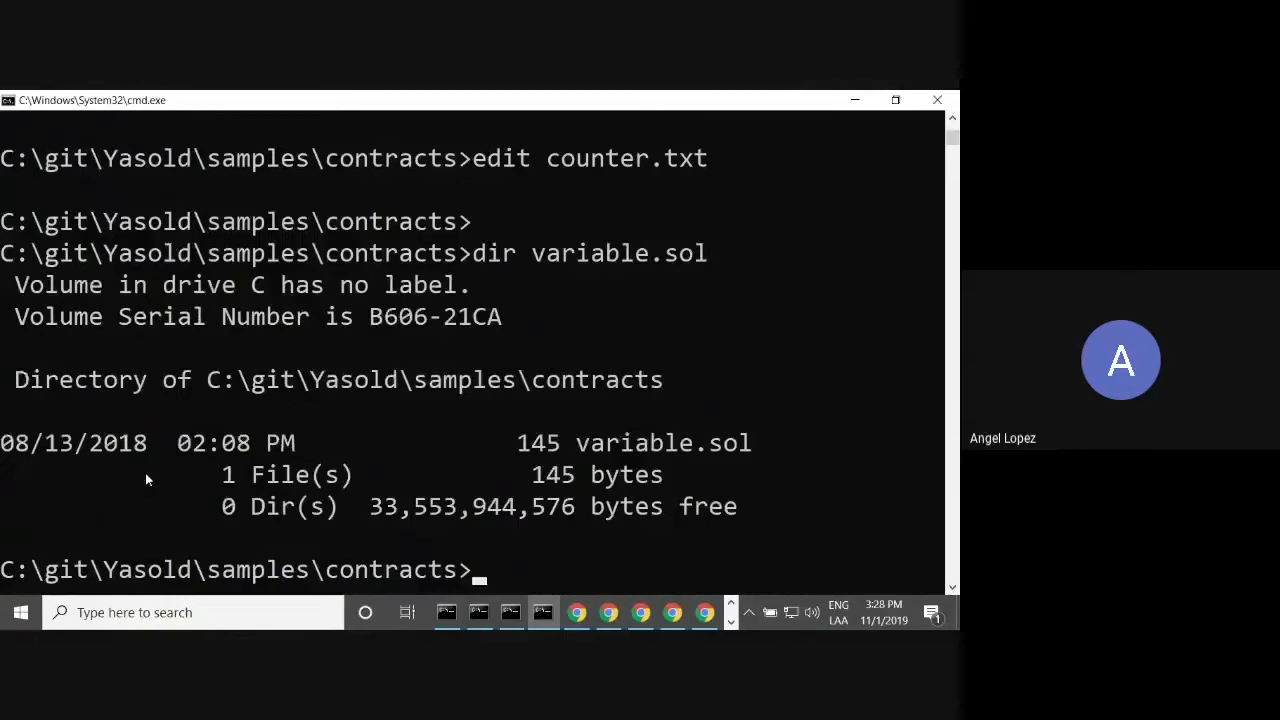 C:\Windows\System32\cmd.exe
C:\git\Yasold\samples\contracts>edit counter.txt
C:\git\Yasold\samples\contracts>
C:\git\Yasold\samples\contracts>dir variable.sol
Volume in drive C has no label.
Volume Serial Number is B606-21CA
Directory of C:\git\Yasold\samples\contracts
08/13/2018 02:08 PM 145 variable.sol
1 File(s) 145 bytes
0 Dir(s) 33,553,944,576 bytes free
C:\git\Yasold\samples\contracts>
A
Angel Lopez
Type here to search
ENG
LAA
3:28 PM
11/1/2019
1